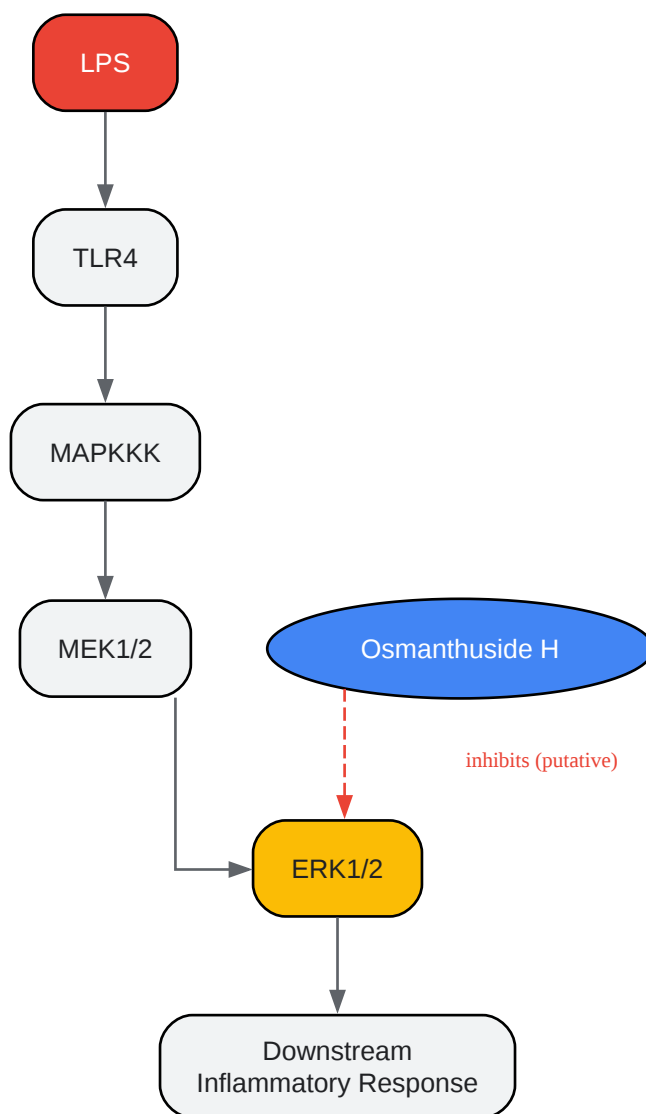 LPS
TLR4
MAPKKK
MEK1/2
Osmanthuside H
inhibits (putative)
ERK1/2
Downstream
Inflammatory Response